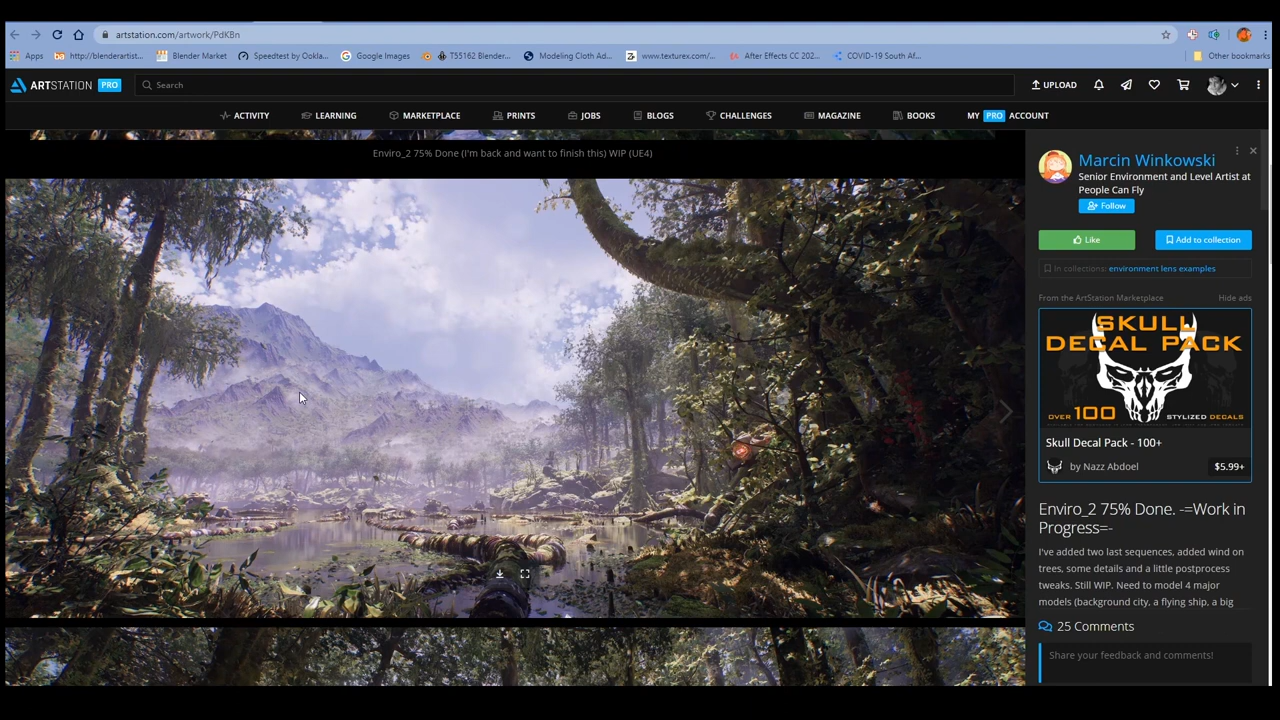 artstation.com/artwork/PdKBn
Apps http://blenderartist... Blender Market Speedtest by Ookla... Google Images T55162 Blender... Modeling Cloth Ad... www.texturex.com/... After Effects CC 202... COVID-19 South Af... Other bookmarks
ARTSTATION PRO Search UPLOAD
ACTIVITY LEARNING MARKETPLACE PRINTS JOBS BLOGS CHALLENGES MAGAZINE BOOKS MY PRO ACCOUNT
Enviro_2 75% Done (I'm back and want to finish this) WIP (UE4)
Marcin Winkowski
Senior Environment and Level Artist at
People Can Fly
Follow
Like Add to collection
In collections: environment lens examples
From the ArtStation Marketplace Hide ads
SKULL
DECAL PACK
OVER 100 STYLIZED DECALS
Skull Decal Pack - 100+
by Nazz Abdoel $5.99+
Enviro_2 75% Done. -=Work in
Progress=-
I've added two last sequences, added wind on
trees, some details and a little postprocess
tweaks. Still WIP. Need to model 4 major
models (background city, a flying ship, a big
25 Comments
Share your feedback and comments!